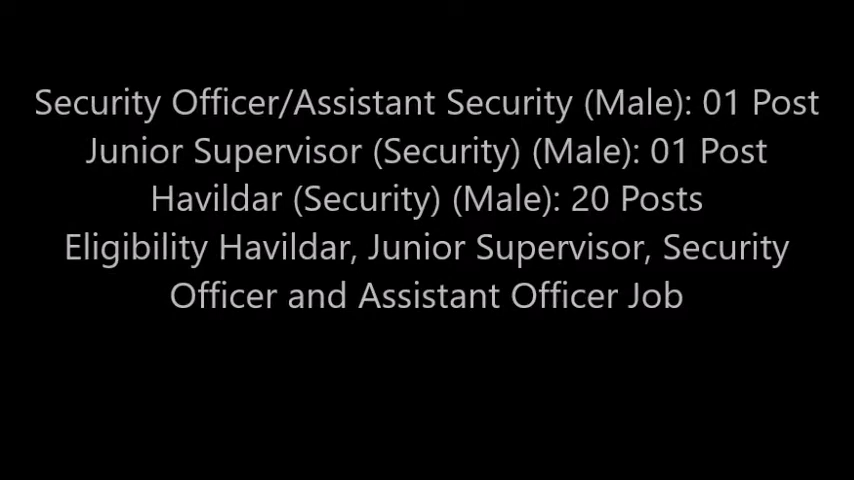 Security Officer/Assistant Security (Male): 01 Post
Junior Supervisor (Security) (Male): 01 Post
Havildar (Security) (Male): 20 Posts
Eligibility Havildar, Junior Supervisor, Security
Officer and Assistant Officer Job